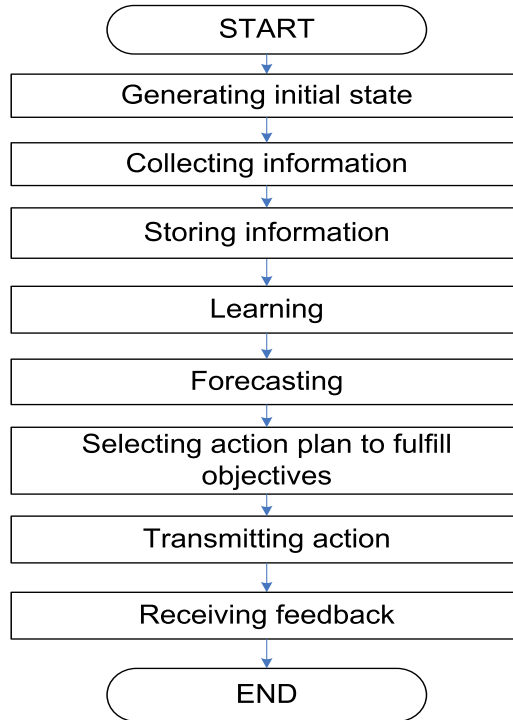 START
Generating initial state
Collecting information
Storing information
Learning
Forecasting
Selecting action plan to fulfill
objectives
Transmitting action
Receiving feedback
END